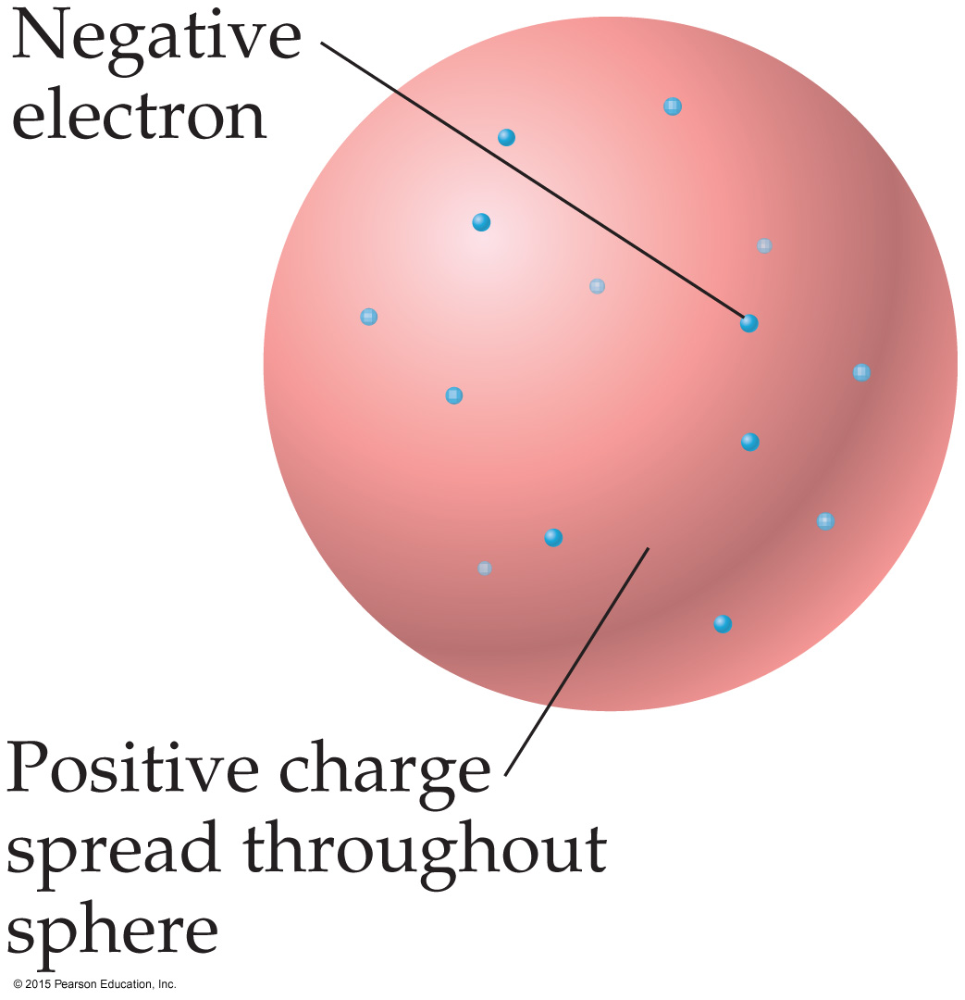 Negative
electron
Positive charge
spread throughout
sphere
© 2015 Pearson Education, Inc.